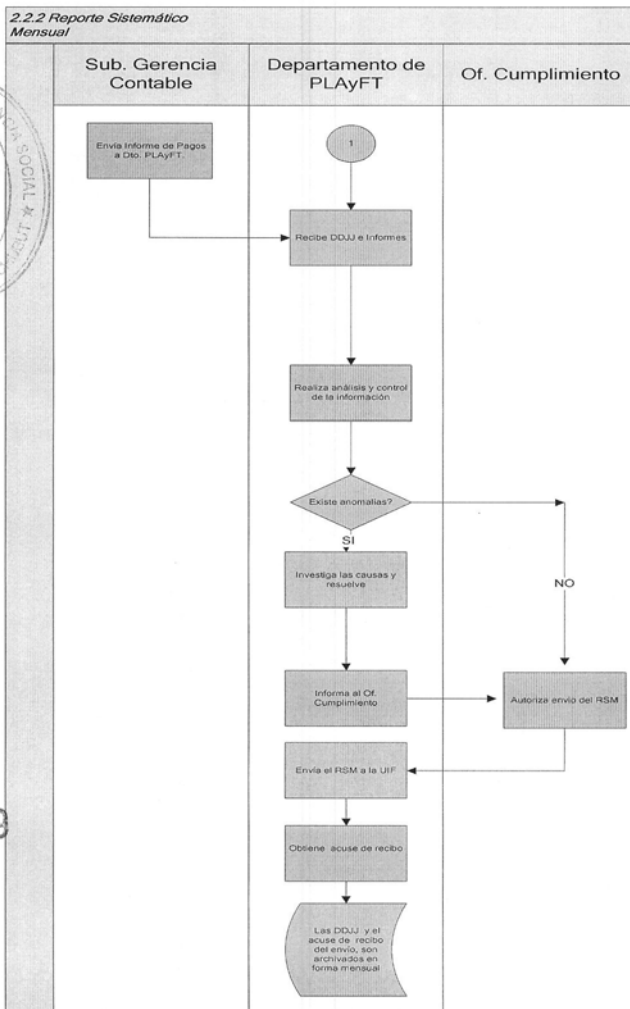 2.2.2 Reporte Sistemático
Mensual
Sub. Gerencia
Contable
Departamento de
PLAyFT
Of. Cumplimiento
Envía Informe de Pagos
a Dto. PLAyFT.
1
Recibe DDJJ e Informes
Realiza análisis y control
de la información
Existe anomalías?
SI
NO
Investiga las causas y
resuelve
Informa al Of.
Cumplimiento
Autoriza envío del RSM
Envía el RSM a la UIF
Obtiene acuse de recibo
Las DDJJ y el
acuse de recibo
del envío, son
archivados en
forma mensual
SOCIAL